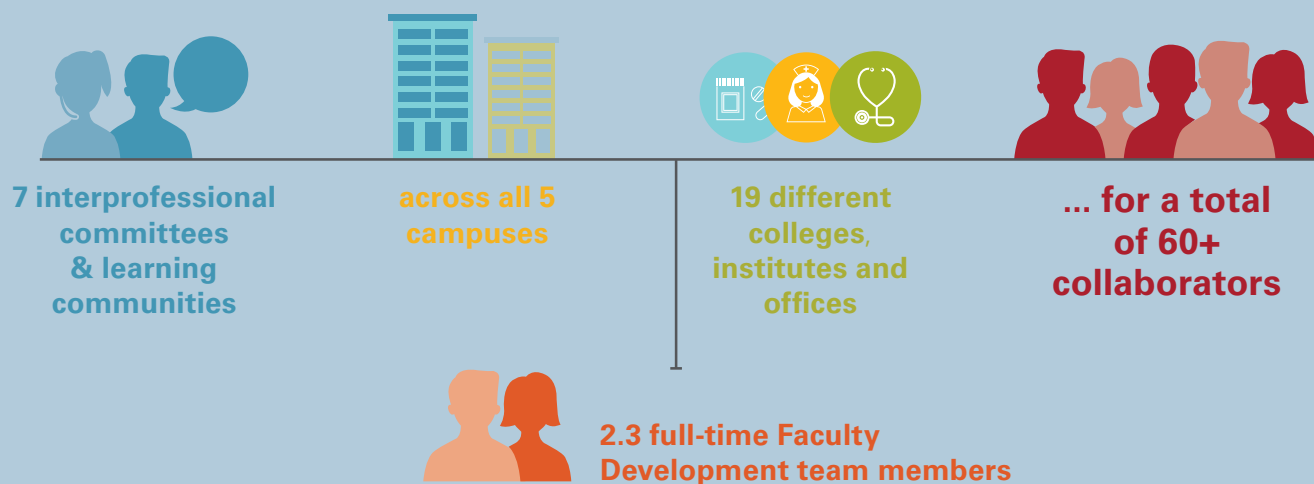 7 interprofessional
committees
& learning
communities
across all 5
campuses
19 different
colleges,
institutes and
offices
... for a total
of 60+
collaborators
2.3 full-time Faculty
Development team members